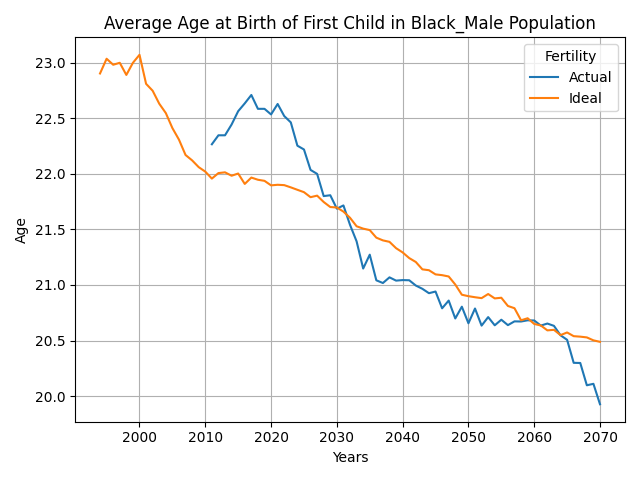 Average Age at Birth of First Child in Black_Male Population
Fertility
Actual
Ideal
Age
23.0
22.5
22.0
21.5
21.0
20.5
20.0
2000 2010 2020 2030 2040 2050 2060 2070
Years